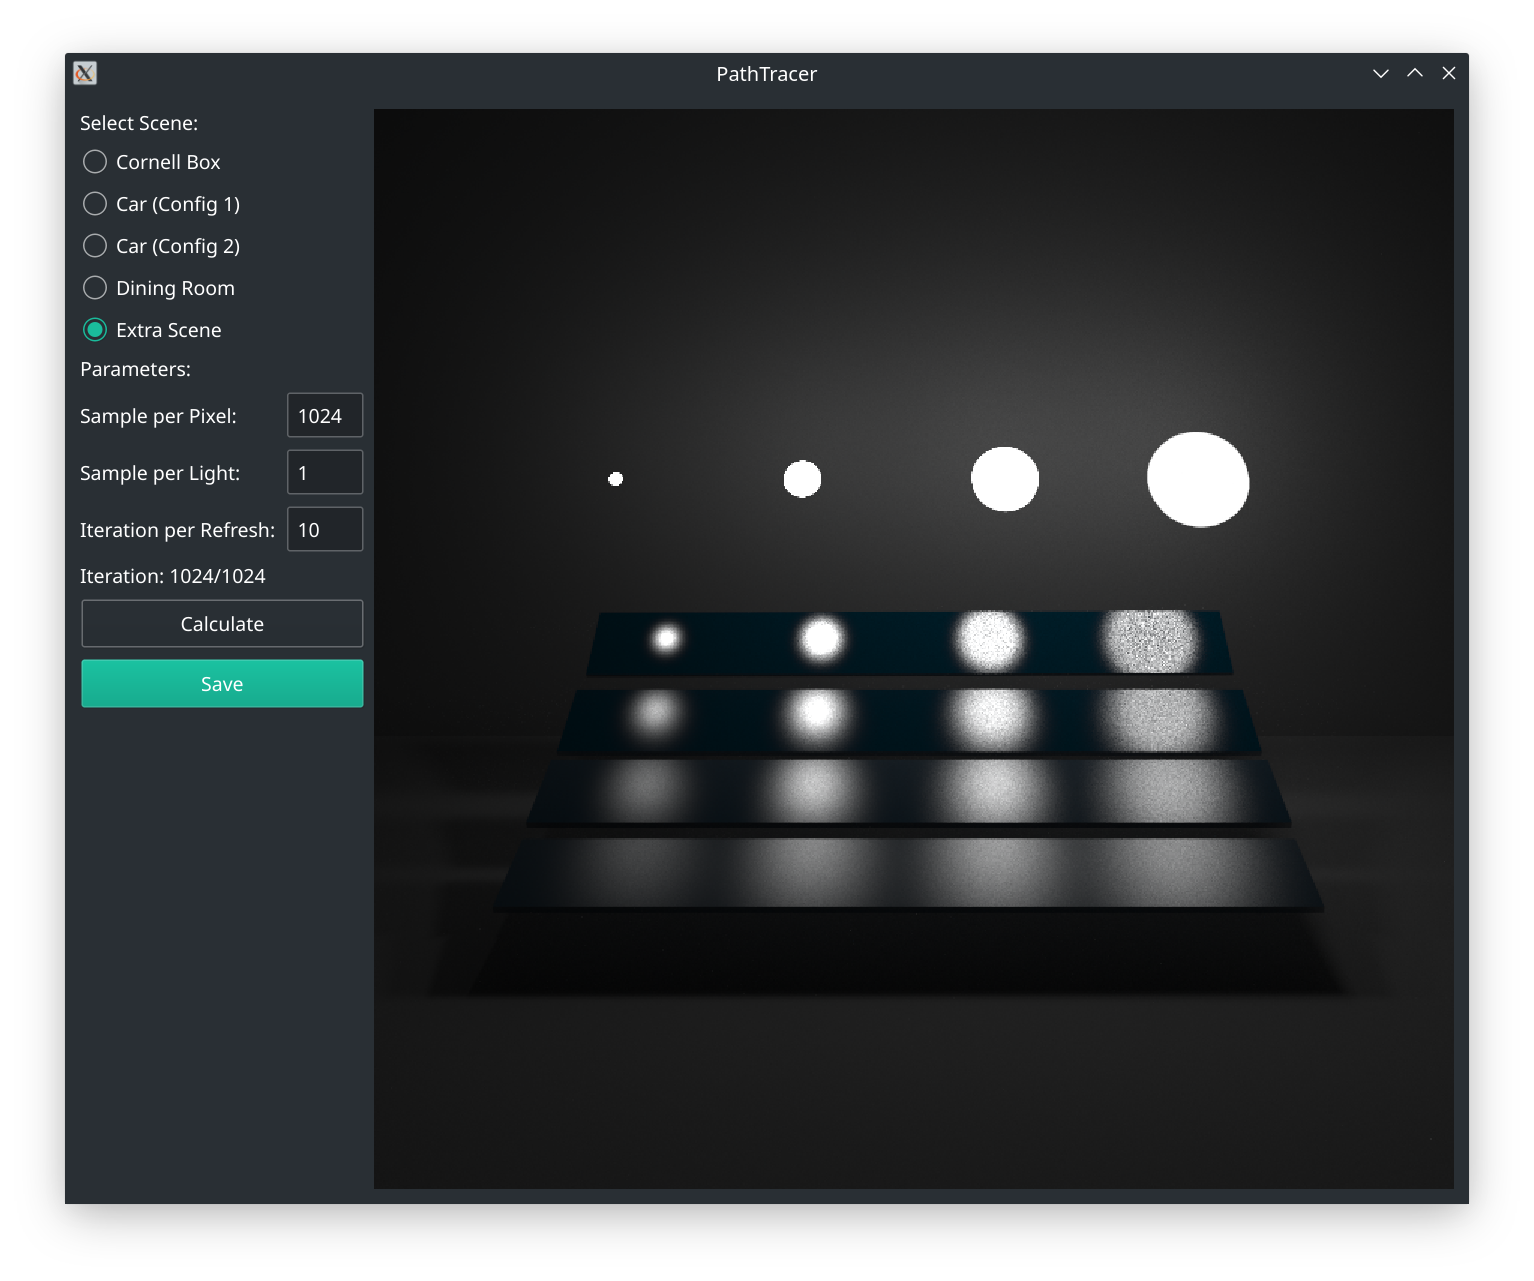 PathTracer
Select Scene:
Cornell Box
Car (Config 1)
Car (Config 2)
Dining Room
Extra Scene
Parameters:
Sample per Pixel: 1024
Sample per Light: 1
Iteration per Refresh: 10
Iteration: 1024/1024
Calculate
Save